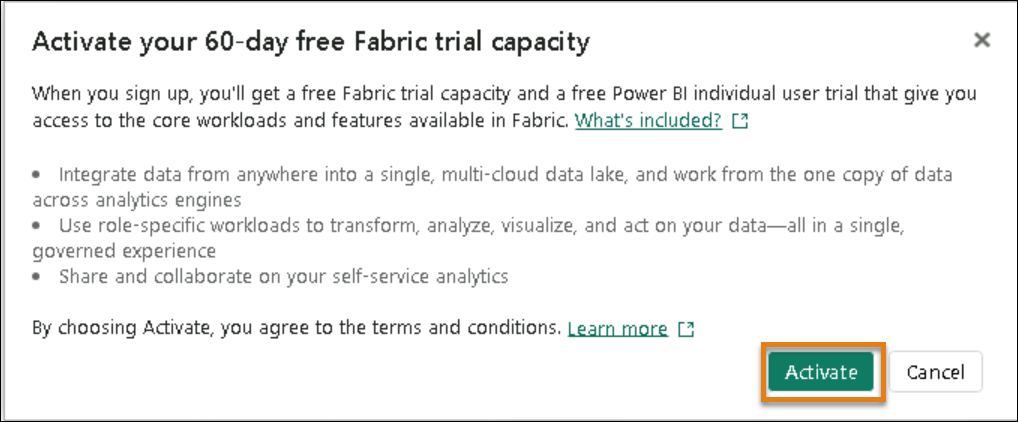 Activate your 60-day free Fabric trial capacity
When you sign up, you'll get a free Fabric trial capacity and a free Power BI individual user trial that give you
access to the core workloads and features available in Fabric. What's included?
• Integrate data from anywhere into a single, multi-cloud data lake, and work from the one copy of data
across analytics engines
• Use role-specific workloads to transform, analyze, visualize, and act on your data—all in a single,
governed experience
• Share and collaborate on your self-service analytics
By choosing Activate, you agree to the terms and conditions. Learn more
Activate Cancel